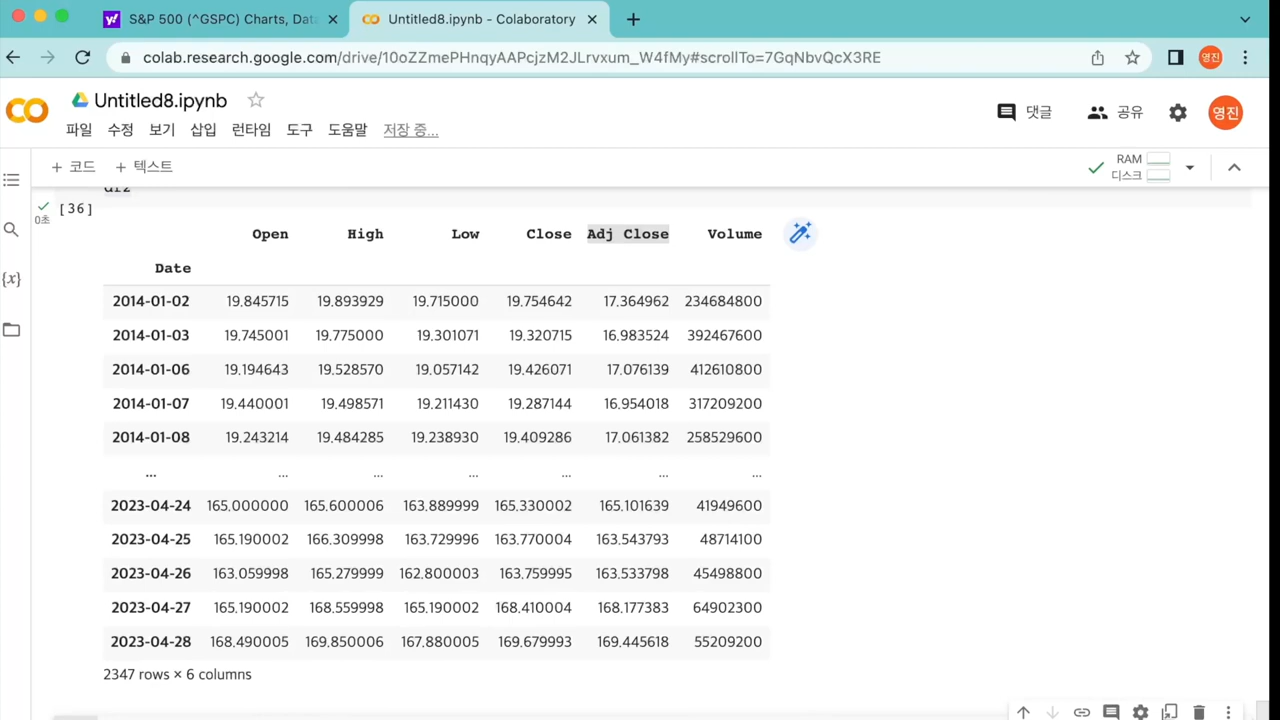 S&P 500 (^GSPC) Charts, Data
Untitled8.ipynb - Colaboratory
colab.research.google.com/drive/10oZZmePHnqyAAPcjzM2JLrvxum_W4fMy#scrollTo=7GqNbvQcX3RE
영진
Untitled8.ipynb
댓글
공유
영진
파일 수정 보기 삽입 런타임 도구 도움말 저장 중...
+ 코드 + 텍스트
RAM
디스크
df2
[36]
0초
{x}
Open High Low Close Adj Close Volume
Date
2014-01-02 19.845715 19.893929 19.715000 19.754642 17.364962 234684800
2014-01-03 19.745001 19.775000 19.301071 19.320715 16.983524 392467600
2014-01-06 19.194643 19.528570 19.057142 19.426071 17.076139 412610800
2014-01-07 19.440001 19.498571 19.211430 19.287144 16.954018 317209200
2014-01-08 19.243214 19.484285 19.238930 19.409286 17.061382 258529600
... ... ... ... ... ... ...
2023-04-24 165.000000 165.600006 163.889999 165.330002 165.101639 41949600
2023-04-25 165.190002 166.309998 163.729996 163.770004 163.543793 48714100
2023-04-26 163.059998 165.279999 162.800003 163.759995 163.533798 45498800
2023-04-27 165.190002 168.559998 165.190002 168.410004 168.177383 64902300
2023-04-28 168.490005 169.850006 167.880005 169.679993 169.445618 55209200
2347 rows × 6 columns